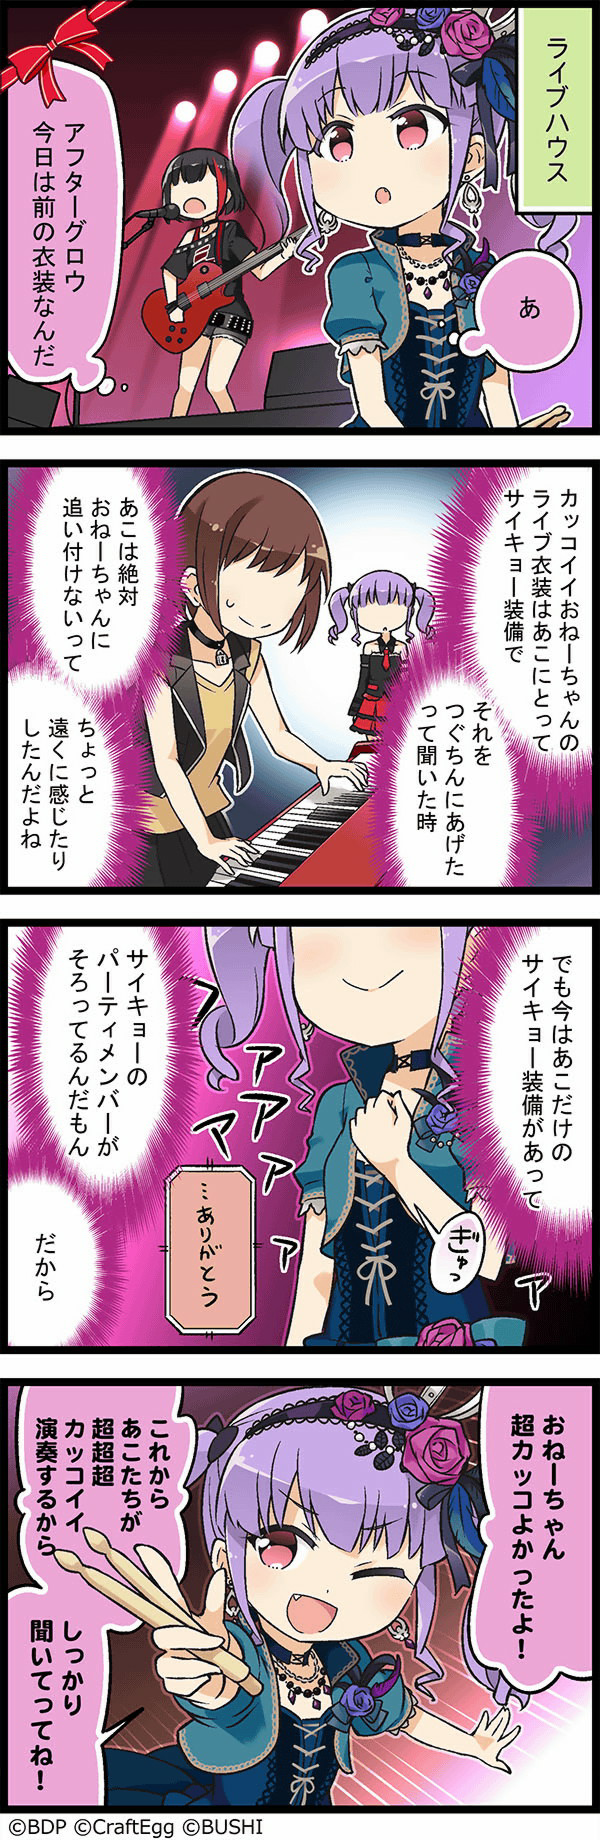 ライブハウス
あ
アフターグロウ
今日は前の衣装なんだ
カッコイイおねーちゃんの
ライブ衣装はあこにとって
サイキョー装備で
それを
つぐちんにあげた
って聞いた時
あこは絶対
おねーちゃんに
追い付けないって
ちょっと
遠くに感じたり
したんだよね
でも今はあこだけの
サイキョー装備があって
ぎゅっ
サイキョーの
パーティメンバーが
そろってるんだもん
ワ
ァ
ァ
ァ
ワ
ァ
ァ
…ありがとう
だから
おねーちゃん
超カッコよかったよ！
これから
あこたちが
超超超
カッコイイ
演奏するから
しっかり
聞いてってね！
©BDP ©CraftEgg ©BUSHI